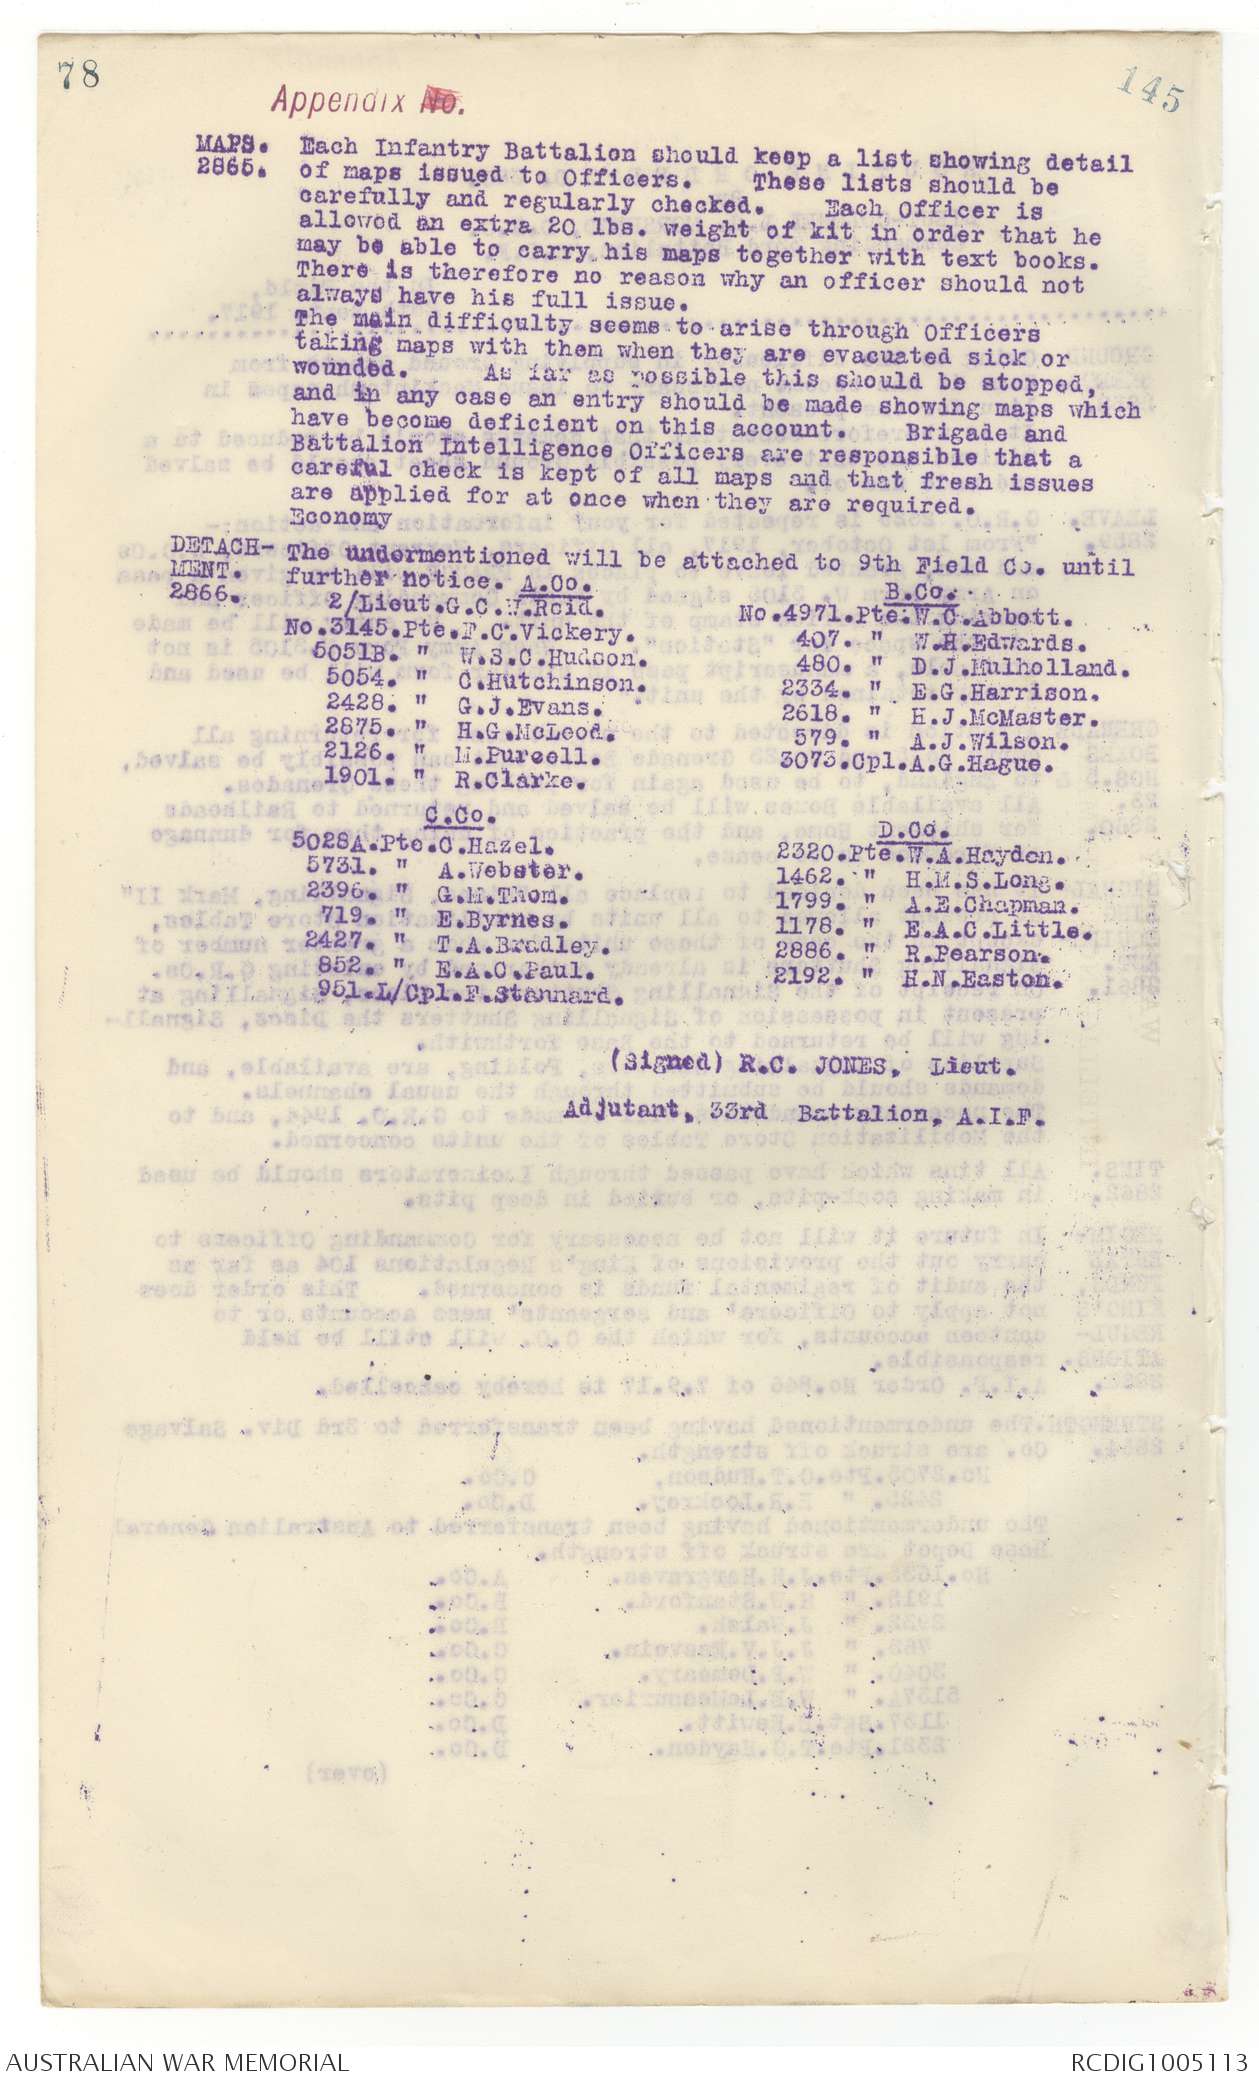 78
145
Appendix No.
MAPS. Each Infantry Battalion should keep a list showing detail
2865. of maps issued to Officers. These lists should be
carefully and regularly checked. Each Officer is
allowed an extra 20 lbs. weight of kit in order that he
may be able to carry his maps together with text books.
There is therefore no reason why an officer should not
always have his full issue.
The main difficulty seems to arise through Officers
taking maps with them when they are evacuated sick or
wounded. As far as possible this should be stopped,
and in any case an entry should be made showing maps which
have become deficient on this account. Brigade and
Battalion Intelligence Officers are responsible that a
careful check is kept of all maps and that fresh issues
are applied for at once when they are required.
Economy
DETACH- The undermentioned will be attached to 9th Field Co. until
MENT. further notice.
2866.
A.Co.
2/Lieut.G.C.W.Reid.
No.3145.Pte.F.C.Vickery.
5051B. " W.S.C.Hudson.
5054. " C.Hutchinson.
2428. " G.J.Evans.
2875. " H.G.McLeod.
2126. " M.Purcell.
1901. " R.Clarke.
B.Co.
No.4971.Pte.W.C.Abbott.
407. " W.H.Edwards.
480. " D.J.Mulholland.
2334. " E.G.Harrison.
2618. " H.J.McMaster.
579. " A.J.Wilson.
3073.Cpl.A.G.Hague.
C.Co.
5028A.Pte.C.Hazel.
5731. " A.Webster.
2396. " G.M.Thom.
719. " E.Byrnes.
2427. " T.A.Bradley.
852. " E.A.C.Paul.
951.L/Cpl.F.Stannard.
D.Co.
2320.Pte.W.A.Hayden.
1462. " H.M.S.Long.
1799. " A.E.Chapman.
1178. " E.A.C.Little.
2886. " R.Pearson.
2192. " H.N.Easton.
(Signed) R.C. JONES, Lieut.
Adjutant, 33rd Battalion, A.I.F.
AUSTRALIAN WAR MEMORIAL
RCDIG1005113